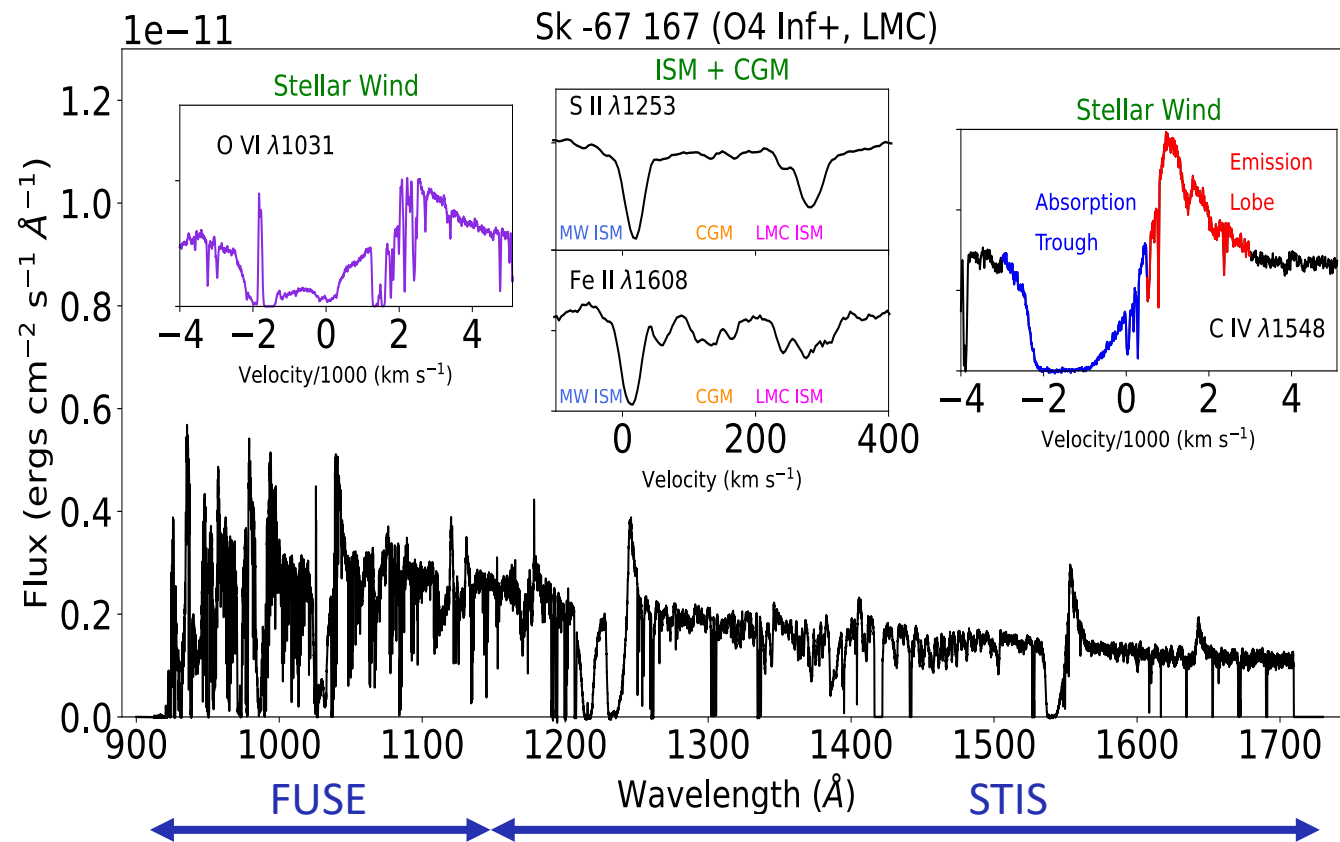 1e−11
Sk -67 167 (O4 Inf+, LMC)
Stellar Wind
O VI λ1031
−4 −2 0 2 4
Velocity/1000 (km s⁻¹)
ISM + CGM
S II λ1253
MW ISM CGM LMC ISM
Fe II λ1608
MW ISM CGM LMC ISM
0 200 400
Velocity (km s⁻¹)
Stellar Wind
Emission
Lobe
Absorption
Trough
C IV λ1548
−4 −2 0 2 4
Velocity/1000 (km s⁻¹)
Flux (ergs cm⁻² s⁻¹ Å⁻¹)
1.2
1.0
0.8
0.6
0.4
0.2
0.0
900 1000 1100 1200 1300 1400 1500 1600 1700
Wavelength (Å)
FUSE
STIS